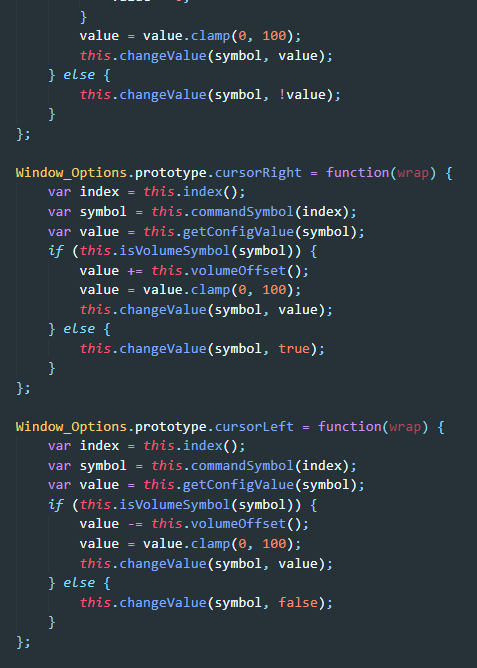 }
value = value.clamp(0, 100);
this.changeValue(symbol, value);
} else {
this.changeValue(symbol, !value);
}
};
Window_Options.prototype.cursorRight = function(wrap) {
var index = this.index();
var symbol = this.commandSymbol(index);
var value = this.getConfigValue(symbol);
if (this.isVolumeSymbol(symbol)) {
value += this.volumeOffset();
value = value.clamp(0, 100);
this.changeValue(symbol, value);
} else {
this.changeValue(symbol, true);
}
};
Window_Options.prototype.cursorLeft = function(wrap) {
var index = this.index();
var symbol = this.commandSymbol(index);
var value = this.getConfigValue(symbol);
if (this.isVolumeSymbol(symbol)) {
value -= this.volumeOffset();
value = value.clamp(0, 100);
this.changeValue(symbol, value);
} else {
this.changeValue(symbol, false);
}
};